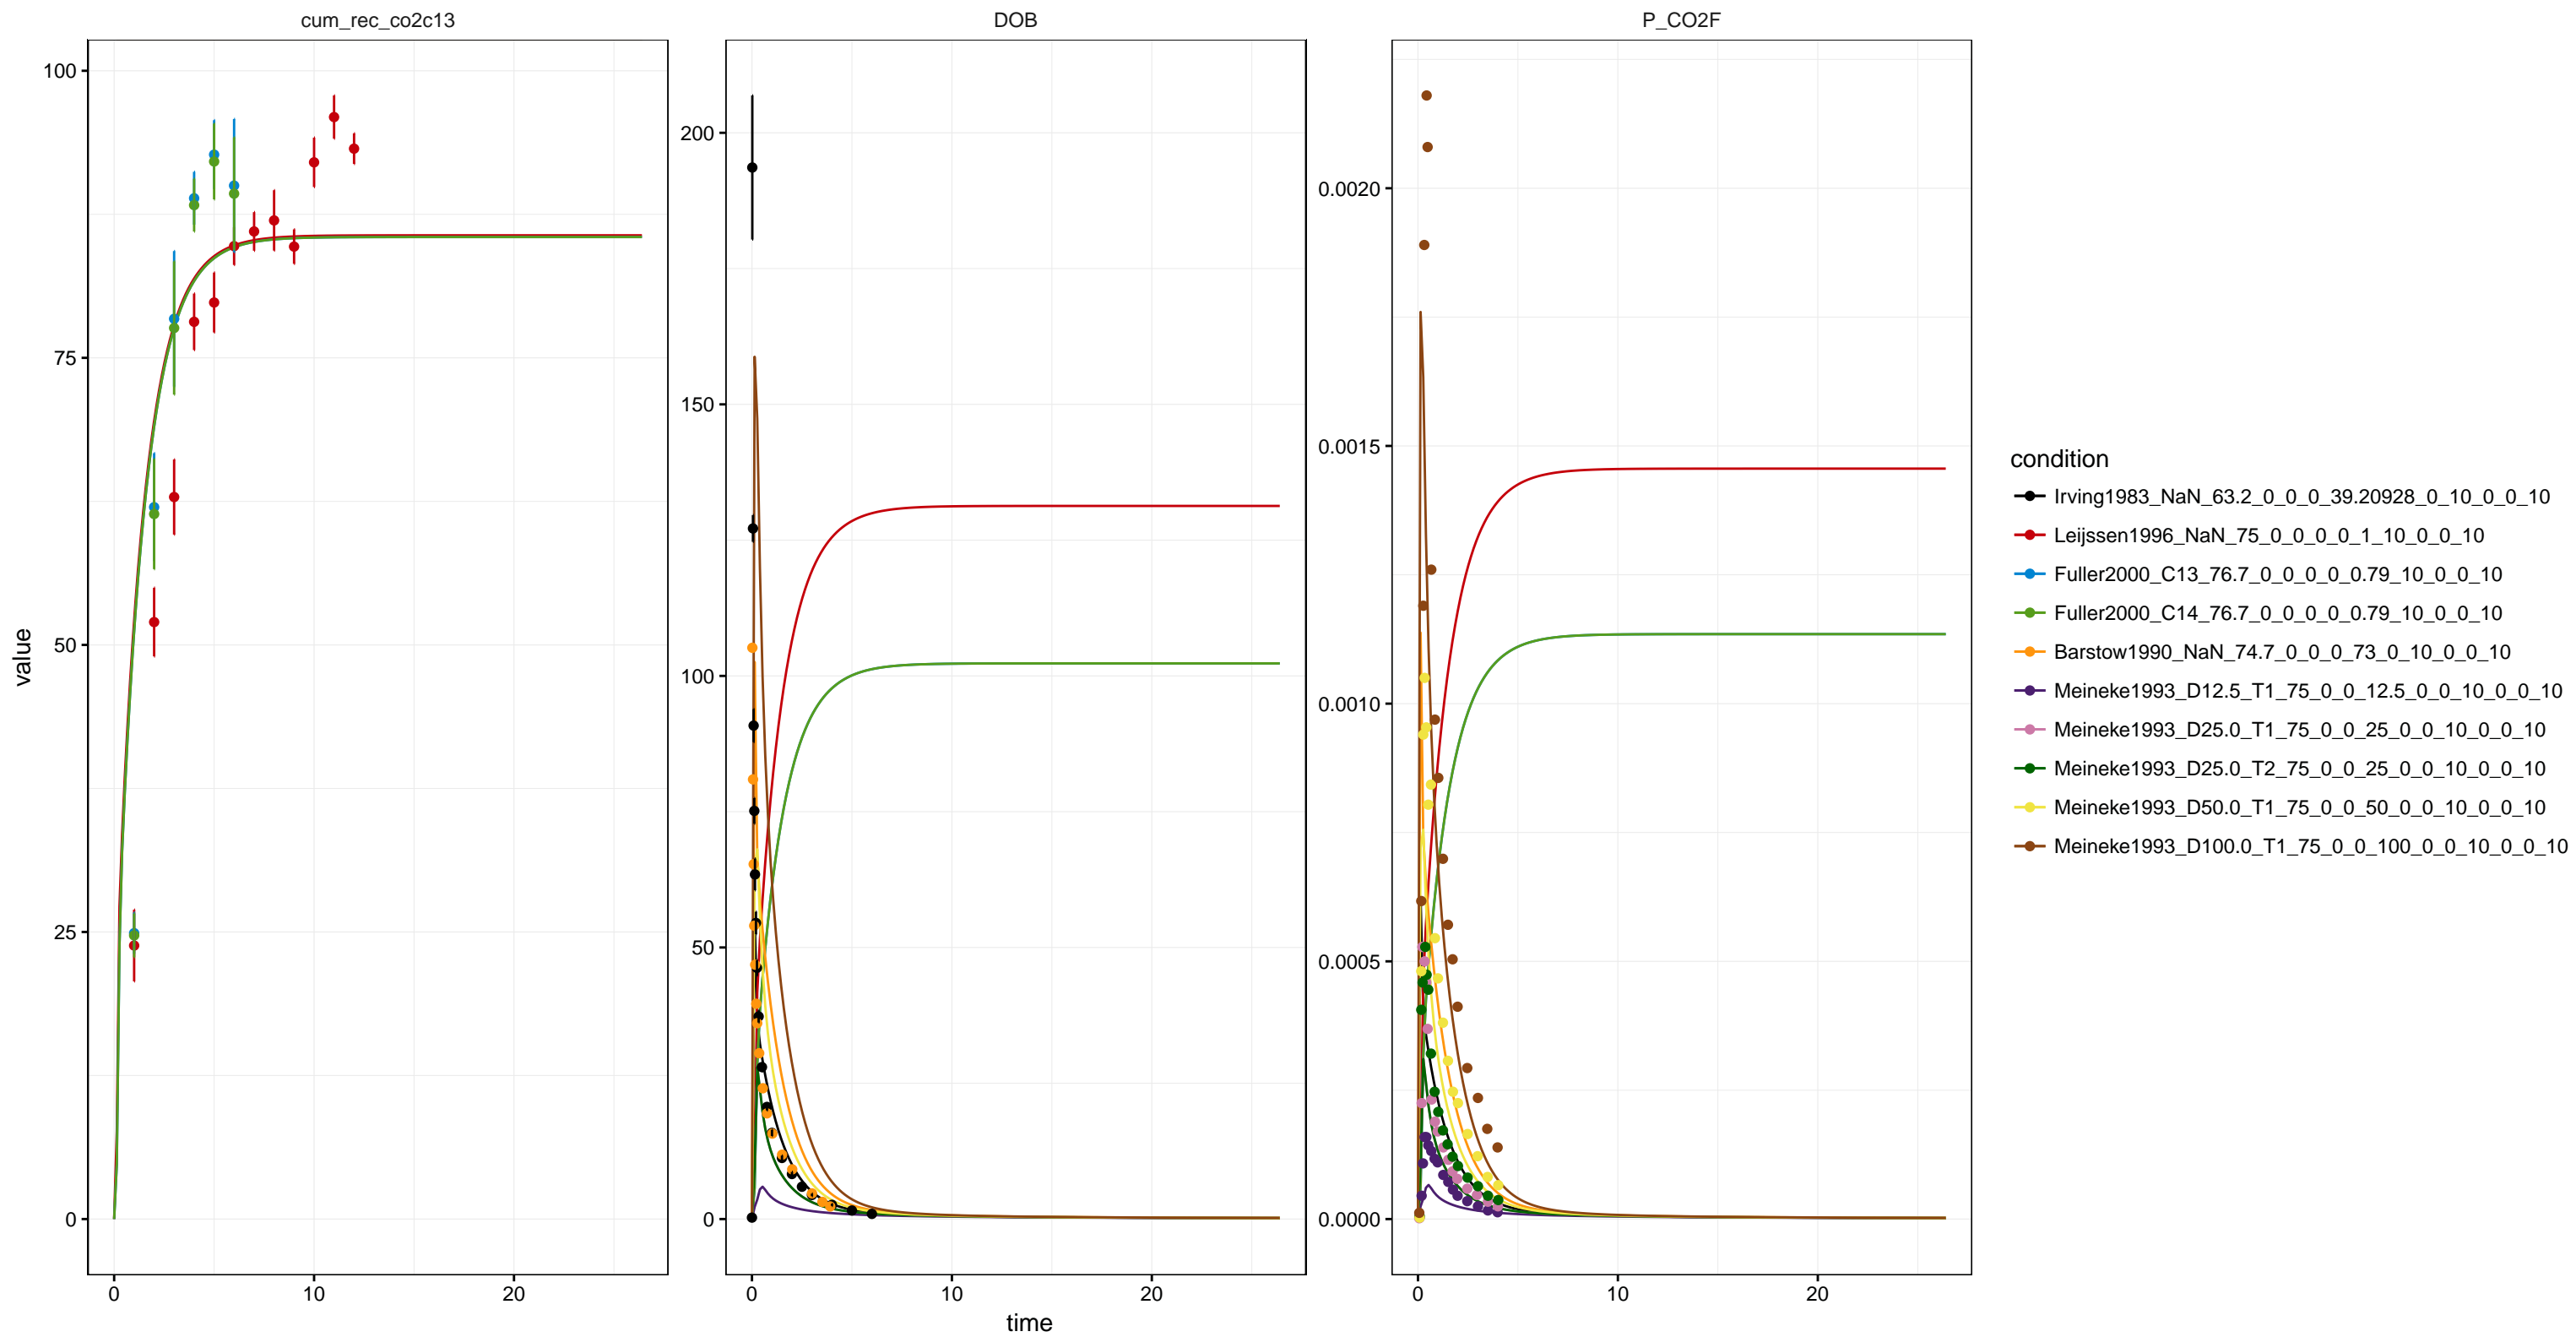 cum_rec_co2c13
DOB
P_CO2F
value
100
75
50
25
0
200
150
100
50
0
0.0020
0.0015
0.0010
0.0005
0.0000
0 10 20
0 10 20
0 10 20
time
condition
Irving1983_NaN_63.2_0_0_0_39.20928_0_10_0_0_10
Leijssen1996_NaN_75_0_0_0_0_1_10_0_0_10
Fuller2000_C13_76.7_0_0_0_0_0.79_10_0_0_10
Fuller2000_C14_76.7_0_0_0_0_0.79_10_0_0_10
Barstow1990_NaN_74.7_0_0_0_73_0_10_0_0_10
Meineke1993_D12.5_T1_75_0_0_12.5_0_0_10_0_0_10
Meineke1993_D25.0_T1_75_0_0_25_0_0_10_0_0_10
Meineke1993_D25.0_T2_75_0_0_25_0_0_10_0_0_10
Meineke1993_D50.0_T1_75_0_0_50_0_0_10_0_0_10
Meineke1993_D100.0_T1_75_0_0_100_0_0_10_0_0_10